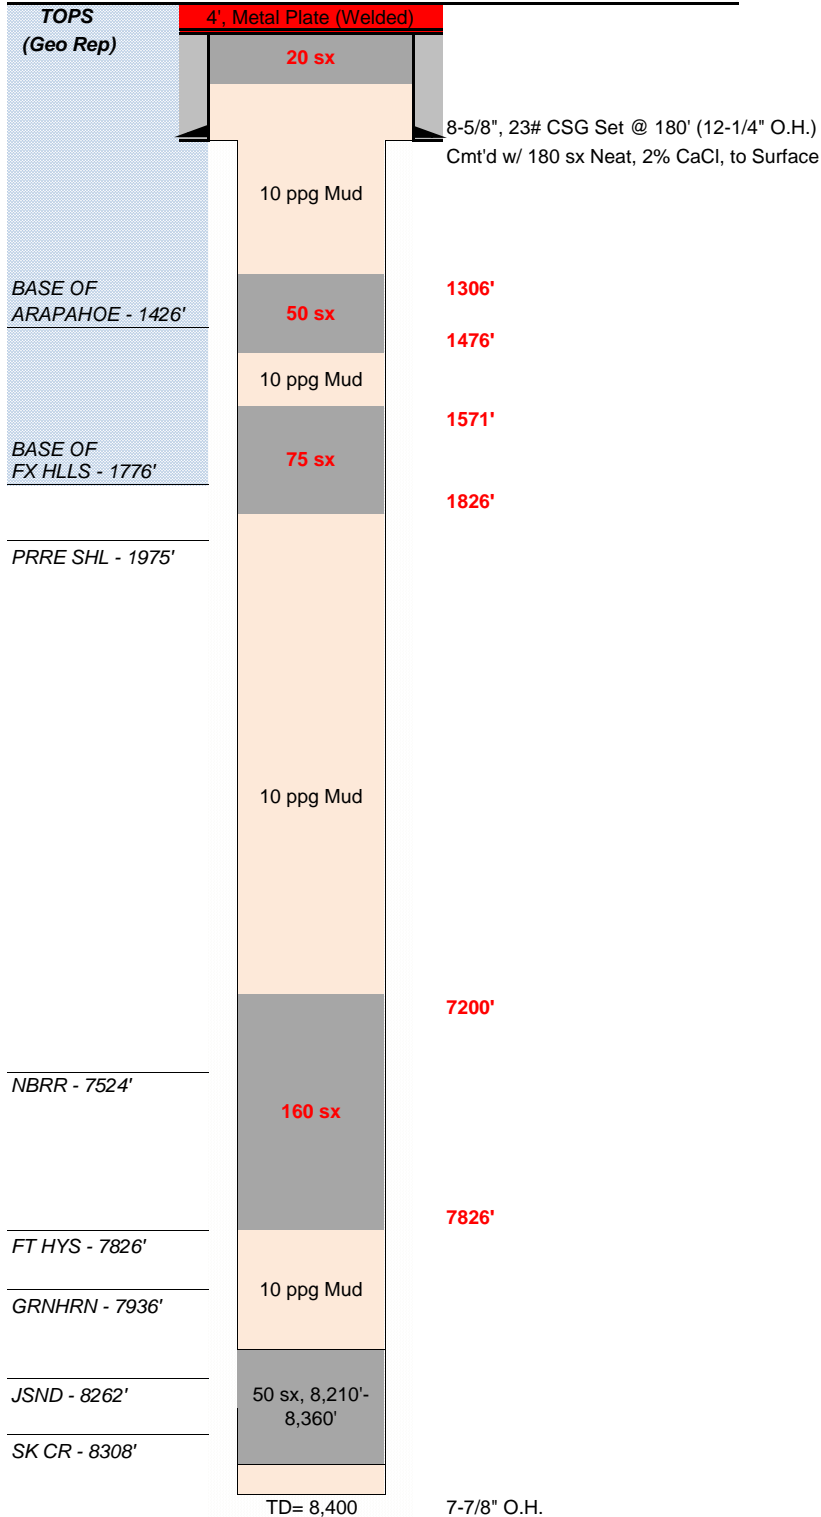 TOPS
(Geo Rep)
4', Metal Plate (Welded)
20 sx
8-5/8", 23# CSG Set @ 180' (12-1/4" O.H.)
Cmt'd w/ 180 sx Neat, 2% CaCl, to Surface
10 ppg Mud
BASE OF
ARAPAHOE - 1426'
50 sx
1306'
1476'
10 ppg Mud
1571'
BASE OF
FX HLLS - 1776'
75 sx
1826'
PRRE SHL - 1975'
10 ppg Mud
7200'
NBRR - 7524'
160 sx
7826'
FT HYS - 7826'
10 ppg Mud
GRNHRN - 7936'
JSND - 8262'
50 sx, 8,210'-
8,360'
SK CR - 8308'
TD= 8,400
7-7/8" O.H.